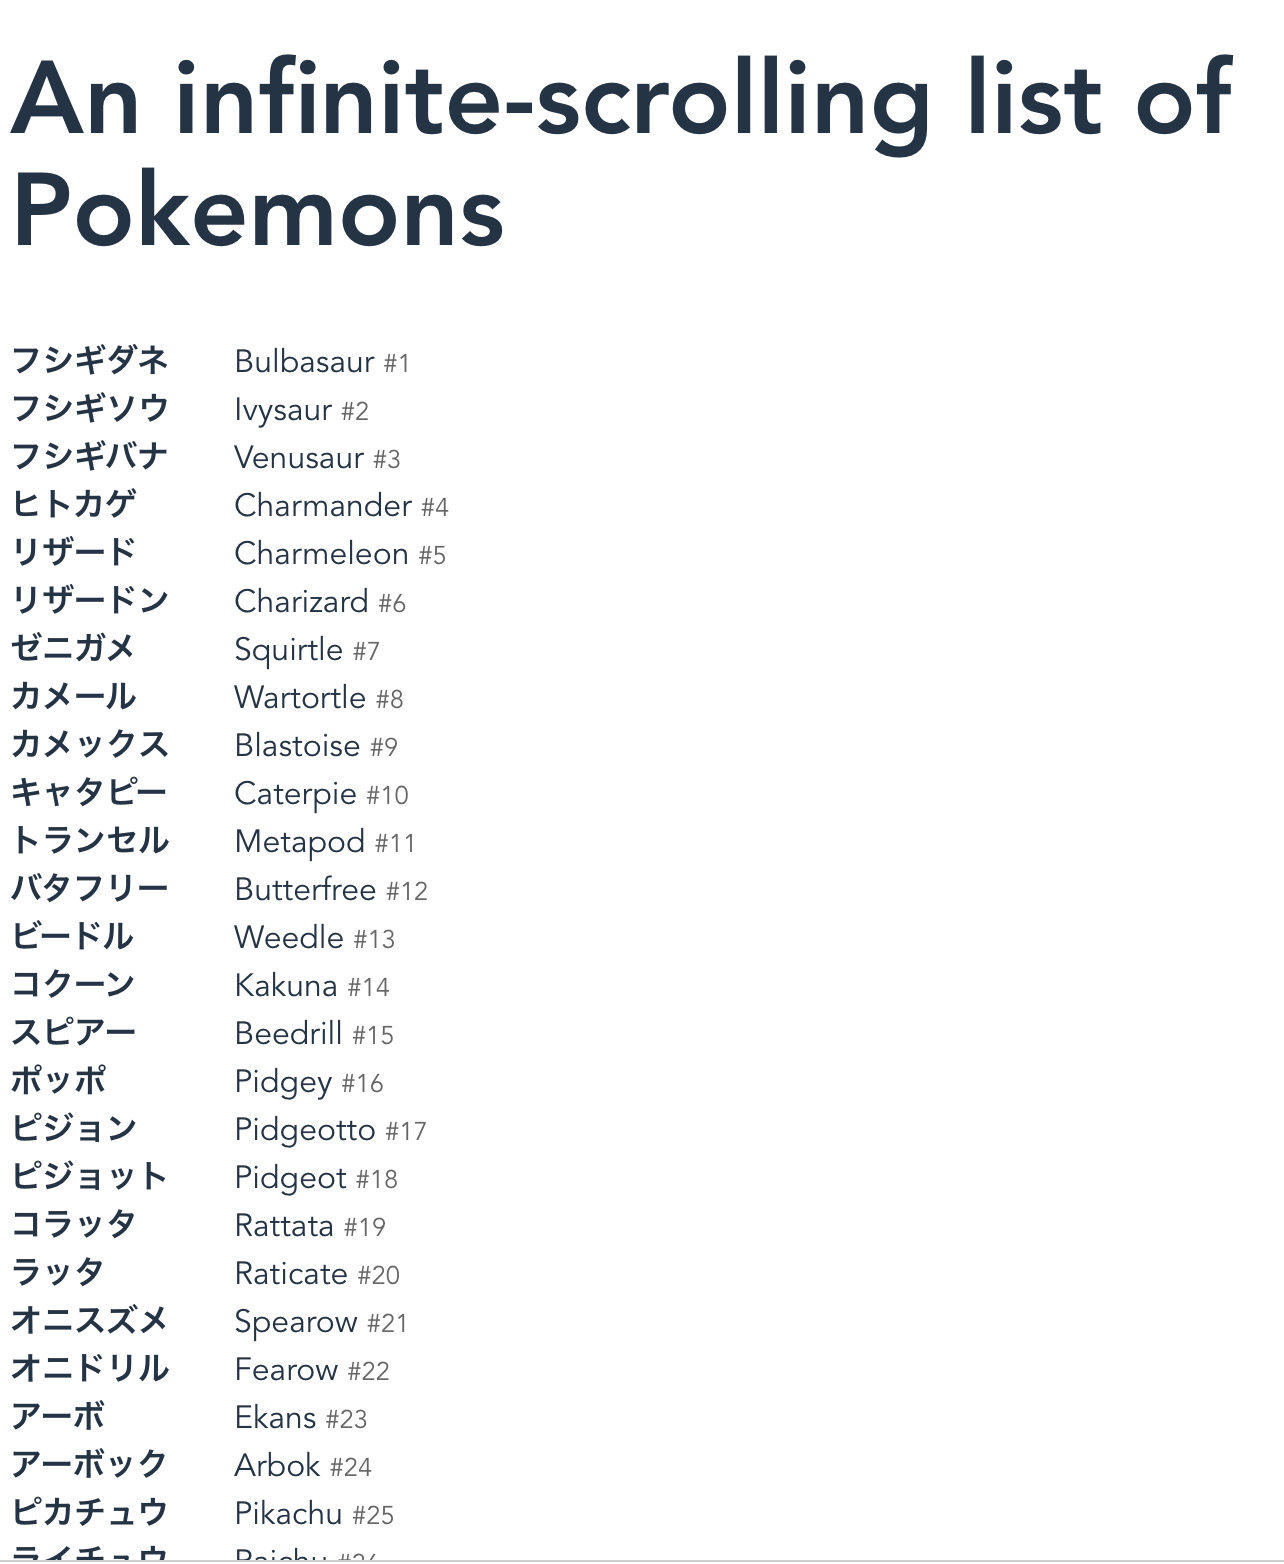 An infinite-scrolling list of
Pokemons
フシギダネ Bulbasaur #1
フシギソウ Ivysaur #2
フシギバナ Venusaur #3
ヒトカゲ Charmander #4
リザード Charmeleon #5
リザードン Charizard #6
ゼニガメ Squirtle #7
カメール Wartortle #8
カメックス Blastoise #9
キャタピー Caterpie #10
トランセル Metapod #11
バタフリー Butterfree #12
ビードル Weedle #13
コクーン Kakuna #14
スピアー Beedrill #15
ポッポ Pidgey #16
ピジョン Pidgeotto #17
ピジョット Pidgeot #18
コラッタ Rattata #19
ラッタ Raticate #20
オニスズメ Spearow #21
オニドリル Fearow #22
アーボ Ekans #23
アーボック Arbok #24
ピカチュウ Pikachu #25
ライチュウ Raichu #26